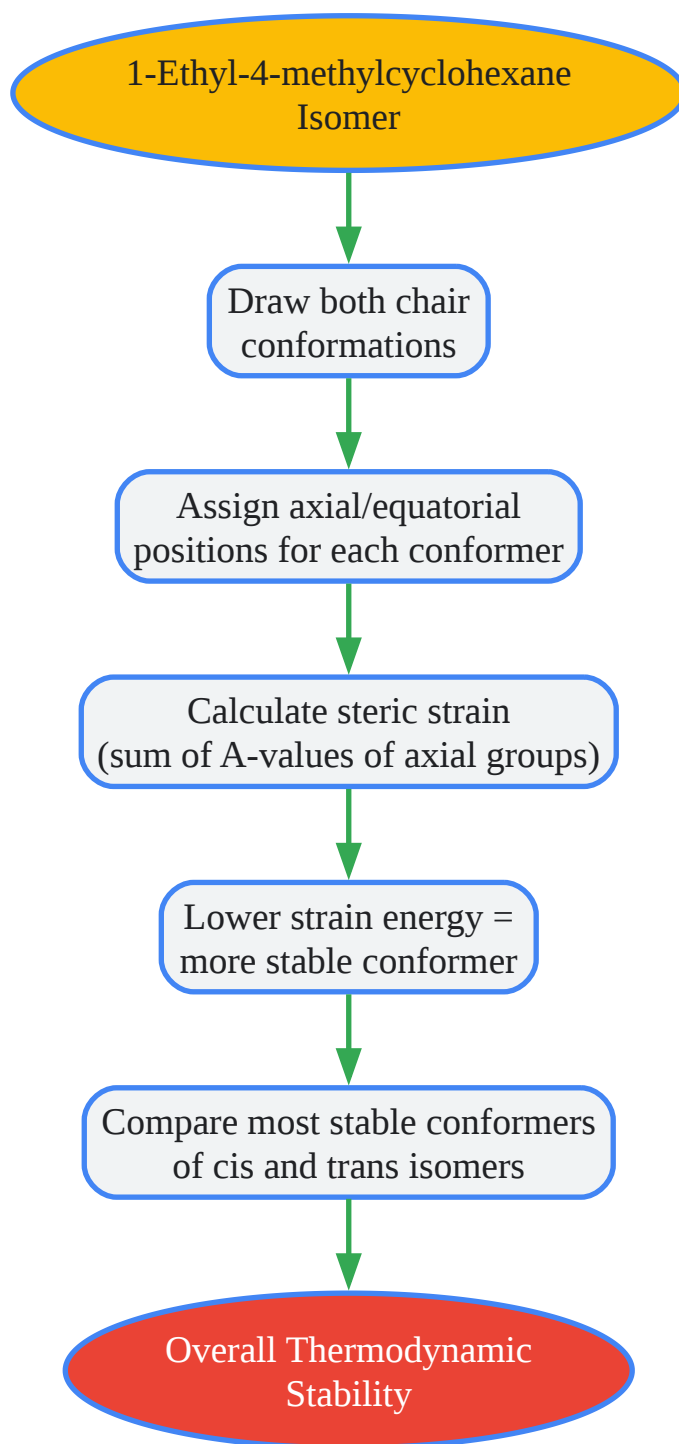 1-Ethyl-4-methylcyclohexane
Isomer
Draw both chair
conformations
Assign axial/equatorial
positions for each conformer
Calculate steric strain
(sum of A-values of axial groups)
Lower strain energy =
more stable conformer
Compare most stable conformers
of cis and trans isomers
Overall Thermodynamic
Stability